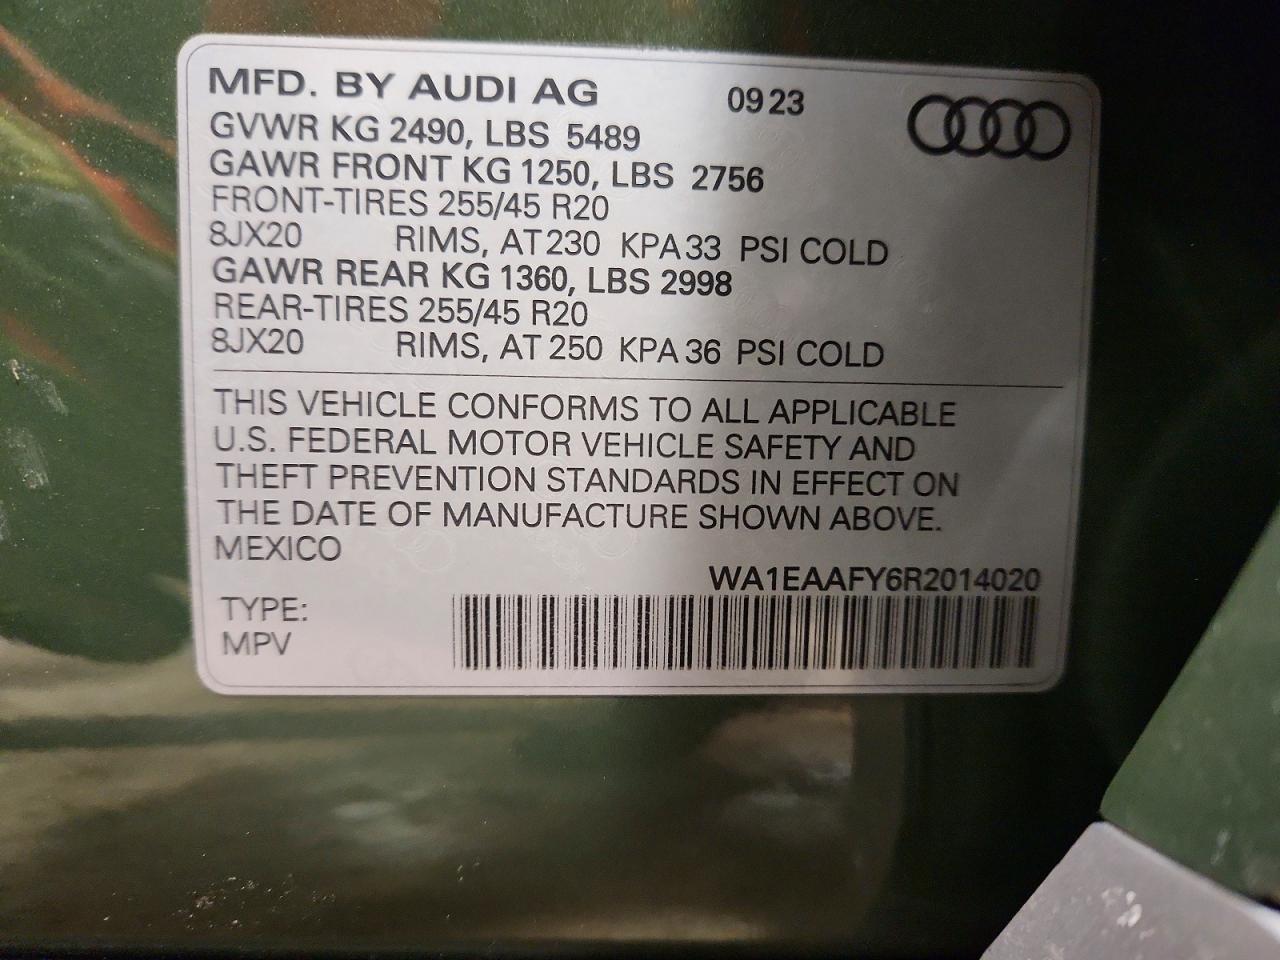 MFD. BY AUDI AG 09 23
GVWR KG 2490, LBS 5489
GAWR FRONT KG 1250, LBS 2756
FRONT-TIRES 255/45 R20
8JX20 RIMS, AT 230 KPA 33 PSI COLD
GAWR REAR KG 1360, LBS 2998
REAR-TIRES 255/45 R20
8JX20 RIMS, AT 250 KPA 36 PSI COLD
THIS VEHICLE CONFORMS TO ALL APPLICABLE
U.S. FEDERAL MOTOR VEHICLE SAFETY AND
THEFT PREVENTION STANDARDS IN EFFECT ON
THE DATE OF MANUFACTURE SHOWN ABOVE.
MEXICO
WA1EAAFY6R2014020
TYPE:
MPV